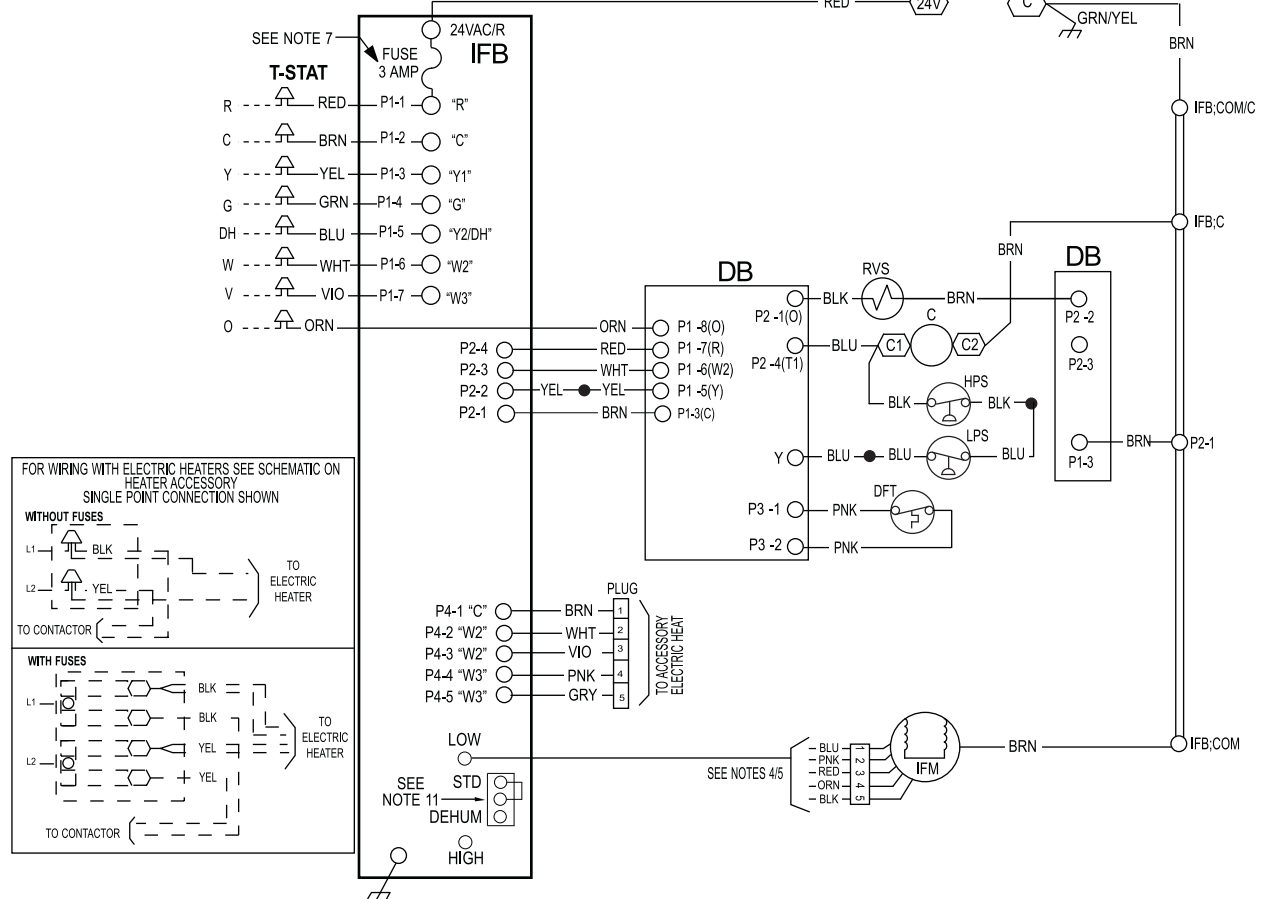 RED
24V
C
GRN/YEL
BRN
SEE NOTE 7
24VAC/R
FUSE
3 AMP
IFB
T-STAT
R RED P1-1 "R"
C BRN P1-2 "C"
Y YEL P1-3 "Y1"
G GRN P1-4 "G"
DH BLU P1-5 "Y2/DH"
W WHT P1-6 "W2"
V VIO P1-7 "W3"
O ORN
IFB;COM/C
IFB;C
BRN
DB
DB
RVS
P2 -1(O) BLK BRN P2 -2
C
P2 -4(T1) BLU C1 C2
P2-3
ORN P1 -8(O)
P2-4 RED P1 -7(R)
P2-3 WHT P1 -6(W2)
P2-2 YEL YEL P1 -5(Y)
P2-1 BRN P1-3(C)
HPS
BLK BLK
LPS
Y BLU BLU BLU
P1-3 BRN P2-1
DFT
P3 -1 PNK
P3 -2 PNK
FOR WIRING WITH ELECTRIC HEATERS SEE SCHEMATIC ON
HEATER ACCESSORY
SINGLE POINT CONNECTION SHOWN
WITHOUT FUSES
L1 BLK
L2 YEL
TO
ELECTRIC
HEATER
TO CONTACTOR
WITH FUSES
BLK
L1
BLK
YEL
L2
YEL
TO
ELECTRIC
HEATER
TO CONTACTOR
PLUG
P4-1 "C" BRN 1
P4-2 "W2" WHT 2
P4-3 "W2" VIO 3
P4-4 "W3" PNK 4
P4-5 "W3" GRY 5
TO ACCESSORY
ELECTRIC HEAT
LOW
STD
SEE
NOTE 11
DEHUM
HIGH
SEE NOTES 4/5
BLU 1
PNK 2
RED 3
ORN 4
BLK 5
IFM
BRN
IFB;COM